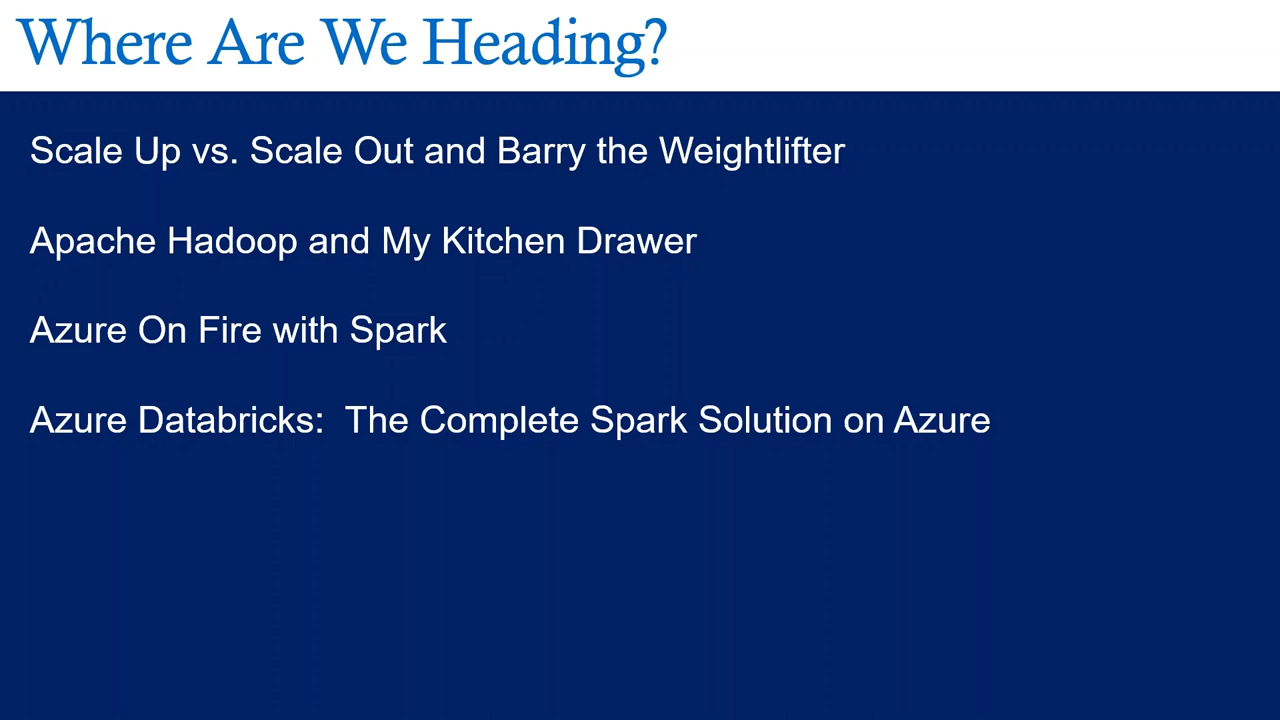 Where Are We Heading?
Scale Up vs. Scale Out and Barry the Weightlifter
Apache Hadoop and My Kitchen Drawer
Azure On Fire with Spark
Azure Databricks:  The Complete Spark Solution on Azure